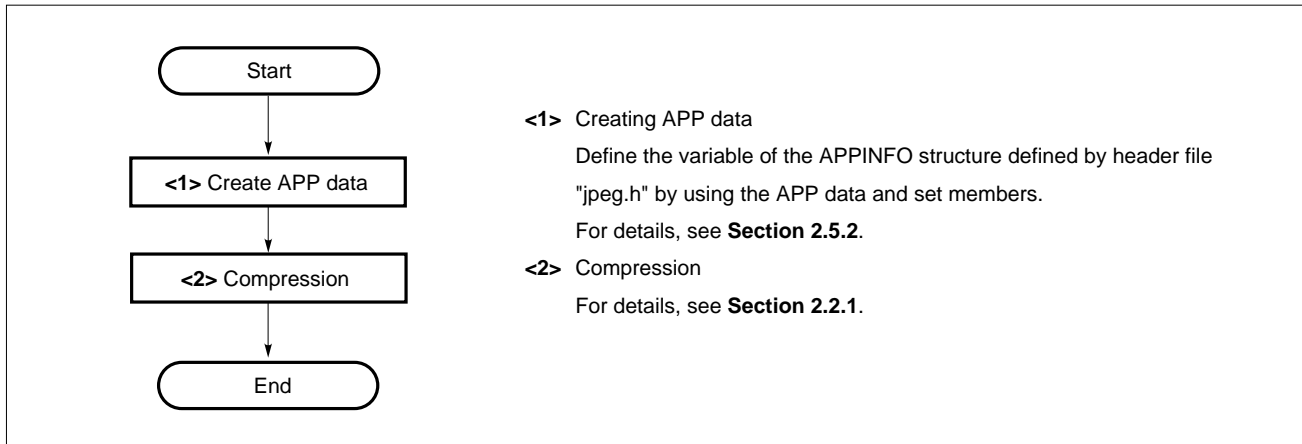 Start
<1> Create APP data
<2> Compression
End
<1> Creating APP data
Define the variable of the APPINFO structure defined by header file
"jpeg.h" by using the APP data and set members.
For details, see Section 2.5.2.
<2> Compression
For details, see Section 2.2.1.